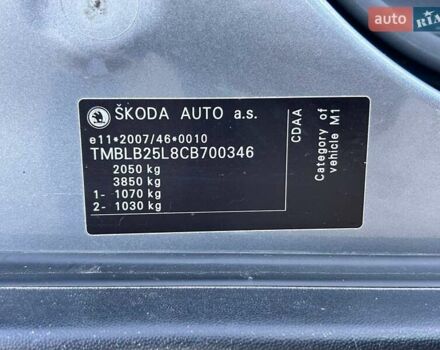 auto RIA
ŠKODA AUTO a.s.
e11*2007/46*0010
TMBLB25L8CB700346
2050 kg
3850 kg
1- 1070 kg
2- 1030 kg
CDAA
Category of
vehicle M1